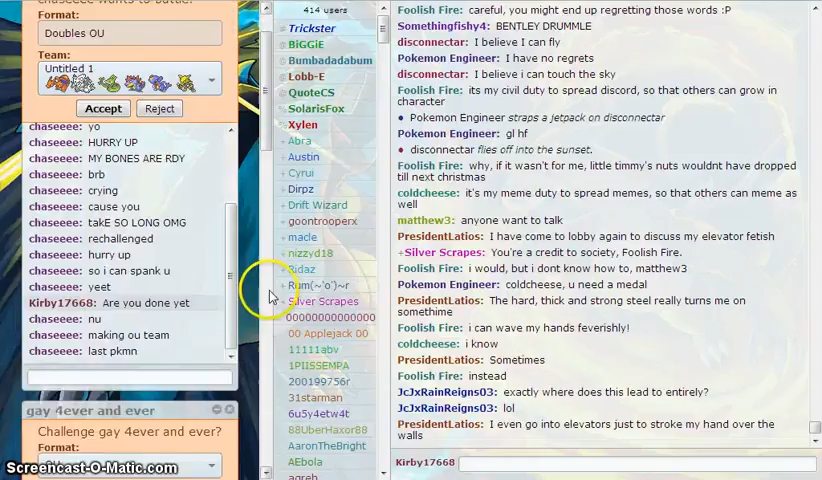 chaseeee wants to battle!
Format:
Doubles OU
Team:
Untitled 1
Accept
Reject
chaseeee: yo
chaseeee: HURRY UP
chaseeee: MY BONES ARE RDY
chaseeee: brb
chaseeee: crying
chaseeee: cause you
chaseeee: takE SO LONG OMG
chaseeee: rechallenged
chaseeee: hurry up
chaseeee: so i can spank u
chaseeee: yeet
Kirby17668: Are you done yet
chaseeee: nu
chaseeee: making ou team
chaseeee: last pkmn
gay 4ever and ever
Challenge gay 4ever and ever?
Format:
Screencast-O-Matic.com
414 users
Trickster
@ BiGGiE
@ Bumbadadabum
@ Lobb-E
QuoteCS
SolarisFox
Xylen
+ Abra
+ Austin
+ Cyrui
+ Dirpz
+ Drift Wizard
+ goontrooperx
+ macle
+ nizzyd18
+ Ridaz
+ Rum(~'o')~r
+ Silver Scrapes
00 Applejack 00
11111abv
1PIISSEMPA
200199756r
31starman
6u5y4etw4t
88UberHaxor88
AaronTheBright
AEbola
agreh
Foolish Fire: careful, you might end up regretting those words :P
Somethingfishy4: BENTLEY DRUMMLE
disconnectar: I believe I can fly
Pokemon Engineer: I have no regrets
disconnectar: I believe i can touch the sky
Foolish Fire: its my civil duty to spread discord, so that others can grow in
character
• Pokemon Engineer straps a jetpack on disconnectar
Pokemon Engineer: gl hf
• disconnectar flies off into the sunset.
Foolish Fire: why, if it wasn't for me, little timmy's nuts wouldnt have dropped
till next christmas
coldcheese: it's my meme duty to spread memes, so that others can meme as
well
matthew3: anyone want to talk
PresidentLatios: I have come to lobby again to discuss my elevator fetish
+Silver Scrapes: You're a credit to society, Foolish Fire.
Foolish Fire: i would, but i dont know how to, matthew3
Pokemon Engineer: coldcheese, u need a medal
PresidentLatios: The hard, thick and strong steel really turns me on
somethime
Foolish Fire: i can wave my hands feverishly!
coldcheese: i know
PresidentLatios: Sometimes
Foolish Fire: instead
JcJxRainReigns03: exactly where does this lead to entirely?
JcJxRainReigns03: lol
PresidentLatios: I even go into elevators just to stroke my hand over the
walls
Kirby17668